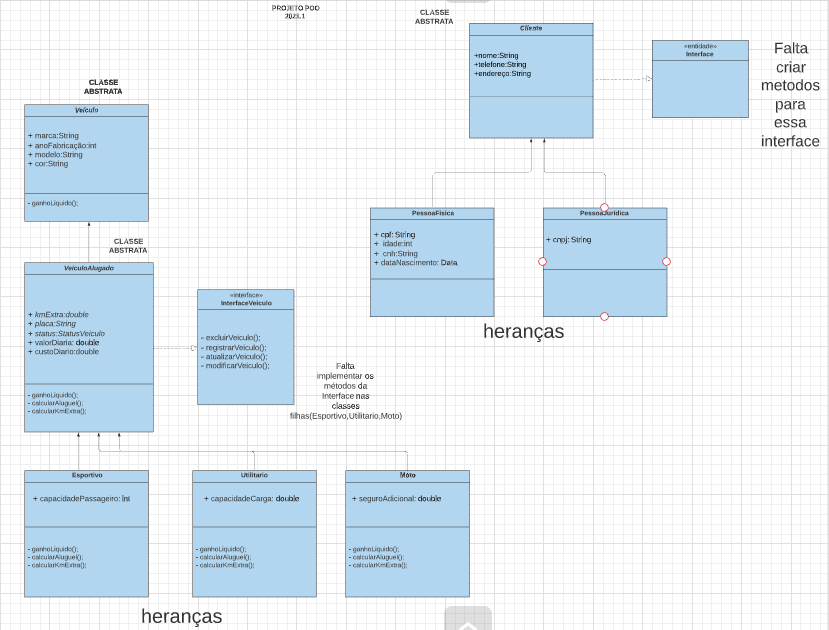 PROJETO POO
2023.1
CLASSE
ABSTRATA
Cliente
+nome:String
+telefone:String
+endereço:String
«entidade»
Interface
Falta
criar
metodos
para
essa
interface
CLASSE
ABSTRATA
Veículo
+ marca:String
+ anoFabricação:int
+ modelo:String
+ cor:String
- ganhoLiquido();
PessoaFisica
+ cpf: String
+ idade:int
+ cnh:String
+ dataNascimento: Data
PessoaJuridica
+ cnpj: String
heranças
CLASSE
ABSTRATA
VeiculoAlugado
+ kmExtra:double
+ placa:String
+ status:StatusVeiculo
+ valorDiaria: double
+ custoDiario:double
- ganhoLiquido();
- calcularAluguel();
- calcularKmExtra();
«interface»
InterfaceVeiculo
- excluirVeiculo();
- registrarVeiculo();
- atualizarVeiculo();
- modificarVeiculo();
Falta
implementar os
métodos da
Interface nas
classes
filhas(Esportivo,Utilitario,Moto)
Esportivo
+ capacidadePassageiro: int
- ganhoLiquido();
- calcularAluguel();
- calcularKmExtra();
Utilitario
+ capacidadeCarga: double
- ganhoLiquido();
- calcularAluguel();
- calcularKmExtra();
Moto
+ seguroAdicional: double
- ganhoLiquido();
- calcularAluguel();
- calcularKmExtra();
heranças